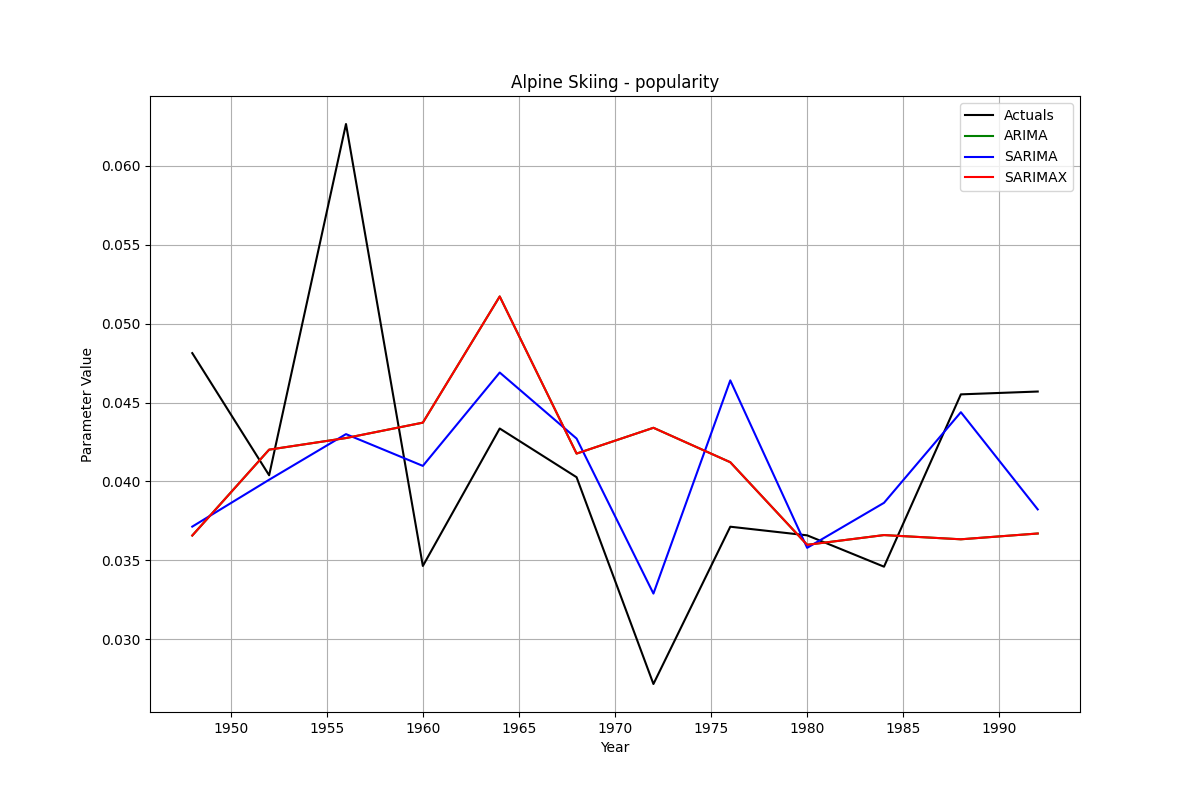 Alpine Skiing - popularity
Actuals
ARIMA
SARIMA
SARIMAX
Parameter Value
0.060
0.055
0.050
0.045
0.040
0.035
0.030
1950 1955 1960 1965 1970 1975 1980 1985 1990
Year